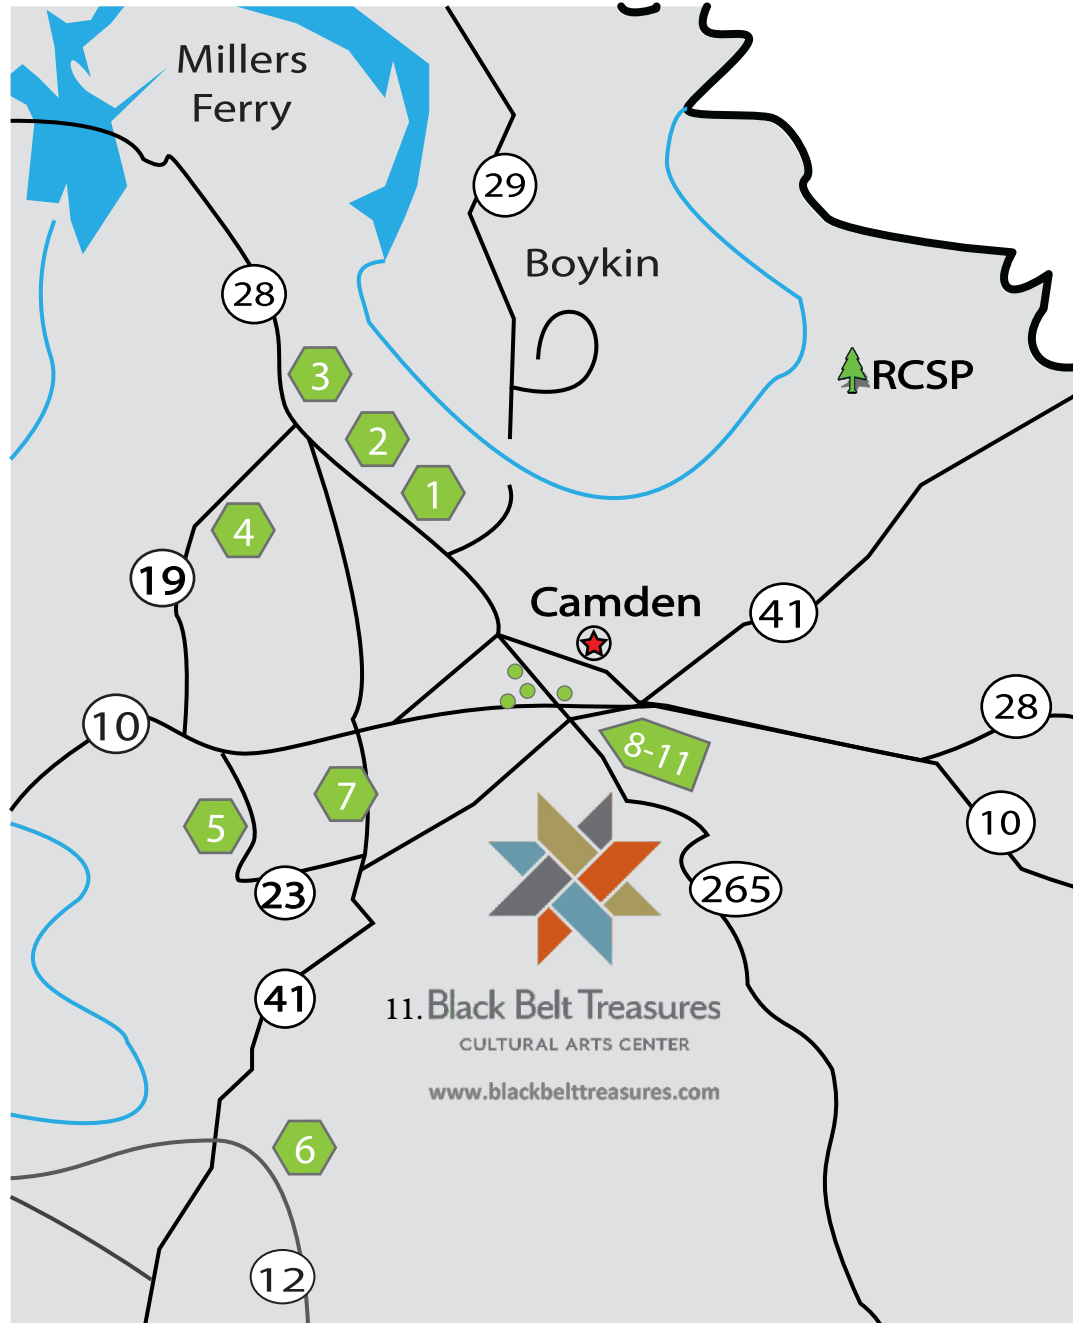 Millers
Ferry
29
Boykin
28
3
RCSP
2
1
4
19
Camden
41
10
28
8-11
7
5
10
23
265
41
11. Black Belt Treasures
CULTURAL ARTS CENTER
www.blackbelttreasures.com
6
12